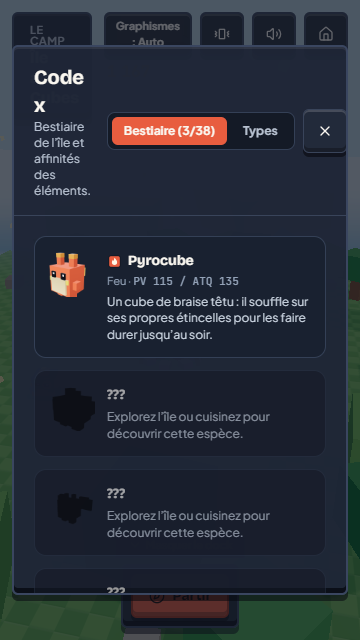 LE
CAMP
Graphismes
: Auto
Code
x
Bestiaire
de l'île et
affinités
des
éléments.
Bestiaire (3/38)
Types
Pyrocube
Feu · PV 115 / ATQ 135
Un cube de braise têtu : il souffle sur
ses propres étincelles pour les faire
durer jusqu'au soir.
???
Explorez l'île ou cuisinez pour
découvrir cette espèce.
???
Explorez l'île ou cuisinez pour
découvrir cette espèce.
???
Partir